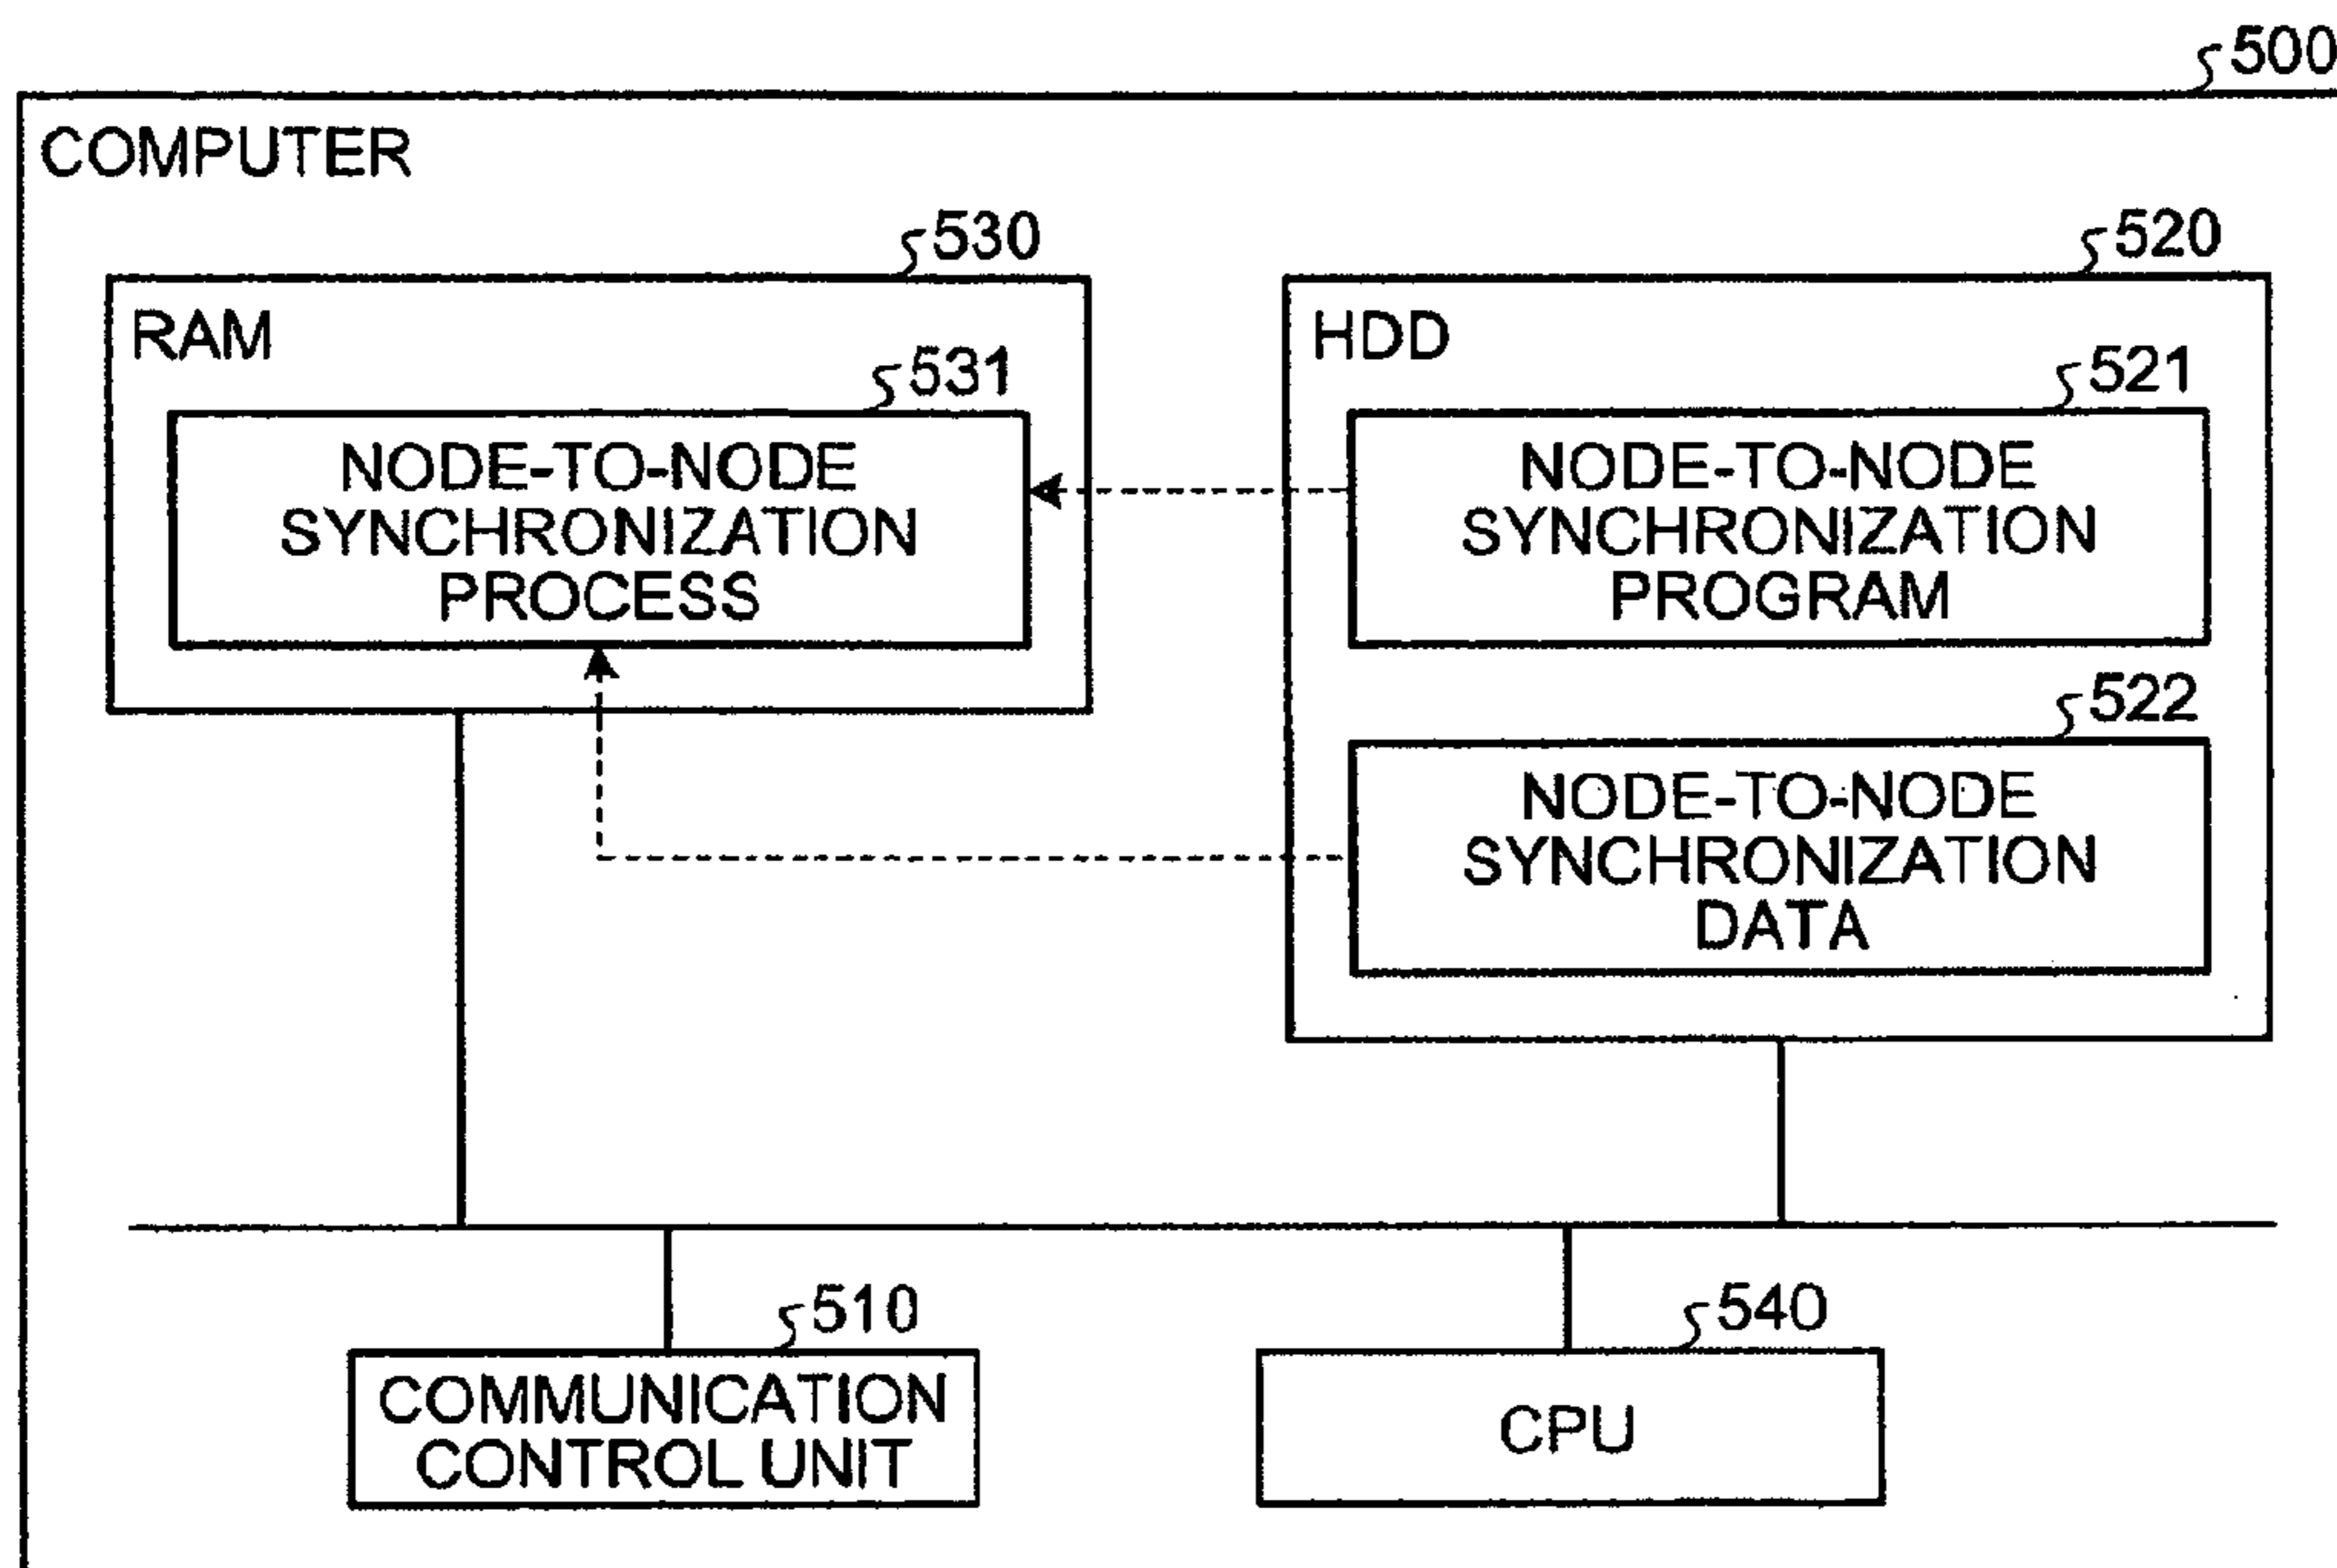 500
COMPUTER
530
520
RAM
HDD
531
521
NODE-TO-NODE
SYNCHRONIZATION
PROCESS
NODE-TO-NODE
SYNCHRONIZATION
PROGRAM
522
NODE-TO-NODE
SYNCHRONIZATION
DATA
510
540
COMMUNICATION
CONTROL UNIT
CPU